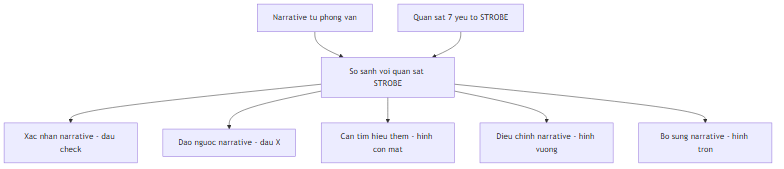 Narrative tu phong van
Quan sat 7 yeu to STROBE
So sanh voi quan sat
STROBE
Xac nhan narrative - dau
check
Dao nguoc narrative - dau X
Can tim hieu them - hinh
con mat
Dieu chinh narrative - hinh
vuong
Bo sung narrative - hinh
tron